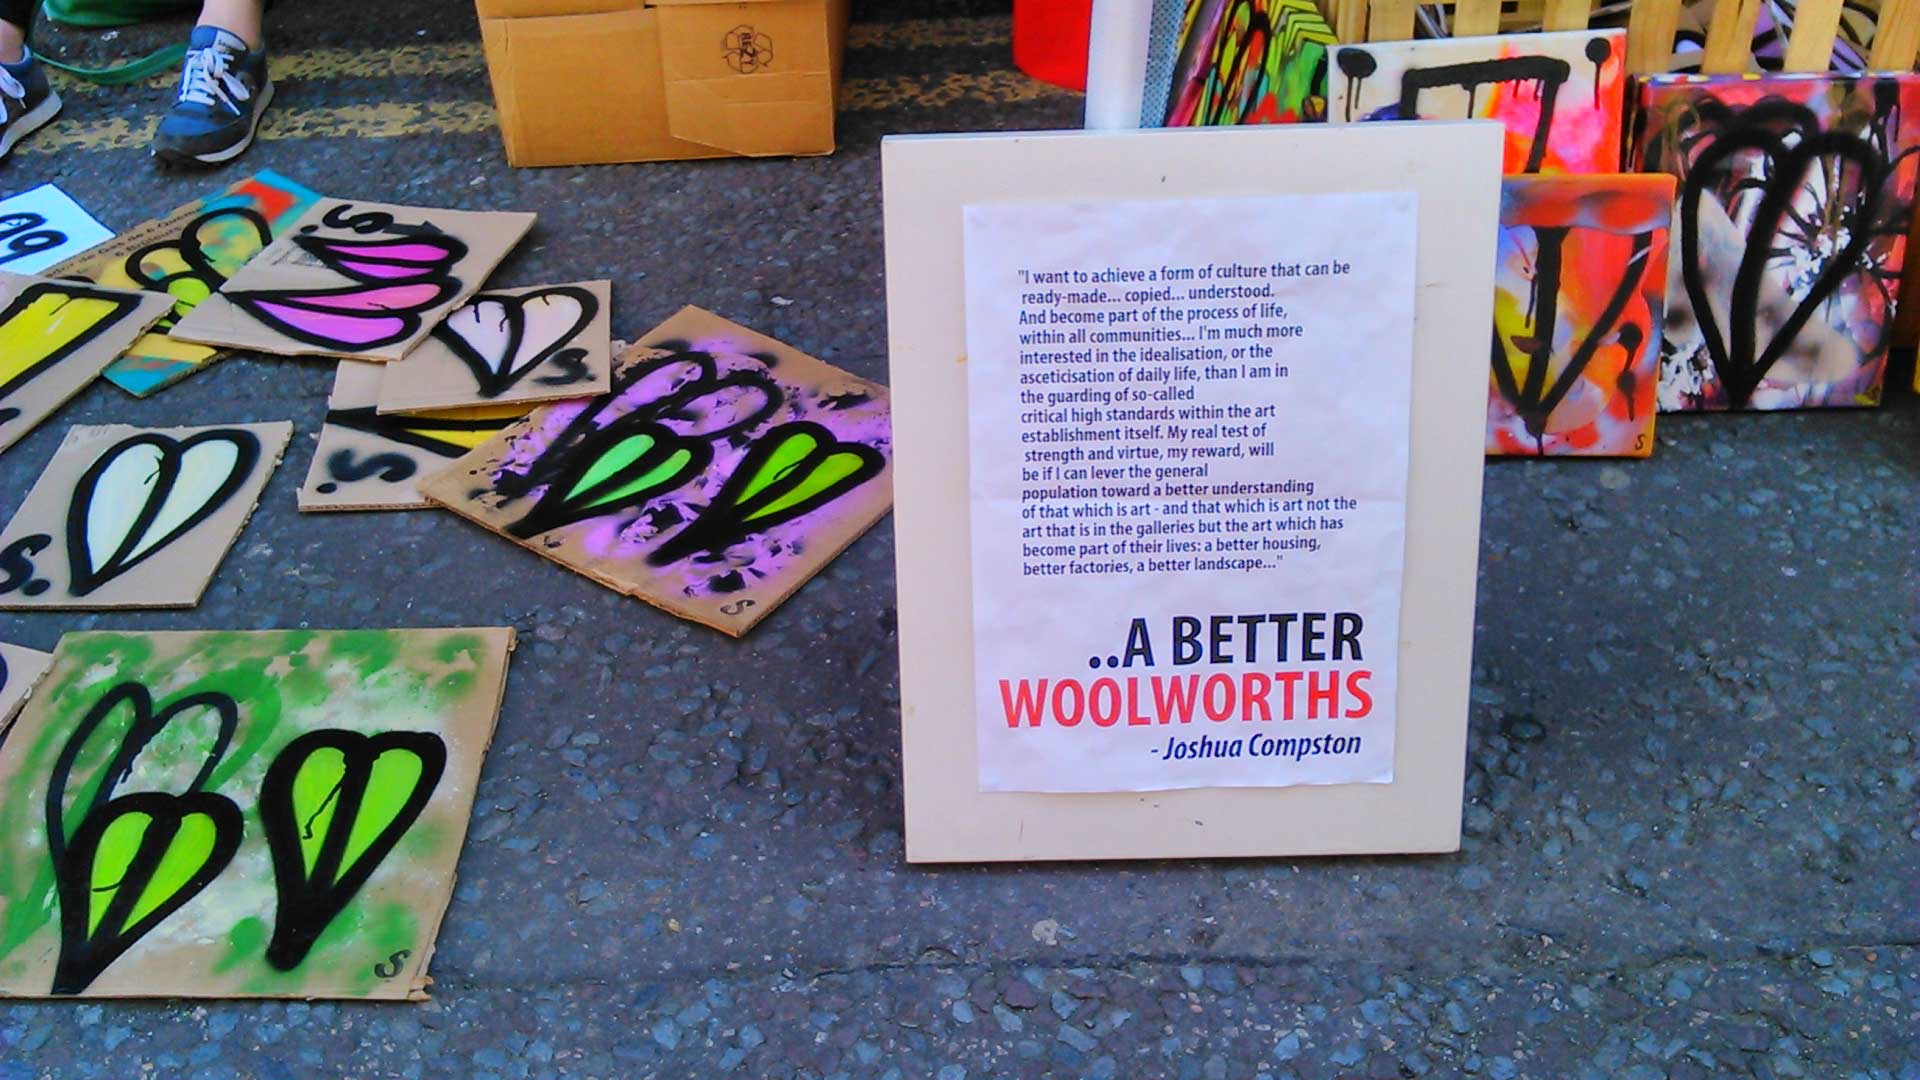 "I want to achieve a form of culture that can be
ready-made... copied... understood.
And become part of the process of life,
within all communities... I'm much more
interested in the idealisation, or the
asceticisation of daily life, than I am in
the guarding of so-called
critical high standards within the art
establishment itself. My real test of
strength and virtue, my reward, will
be if I can lever the general
population toward a better understanding
of that which is art - and that which is art not the
art that is in the galleries but the art which has
become part of their lives: a better housing,
better factories, a better landscape..."
..A BETTER
WOOLWORTHS
- Joshua Compston
RESY
S.
S.
S.
S.
S
S
S